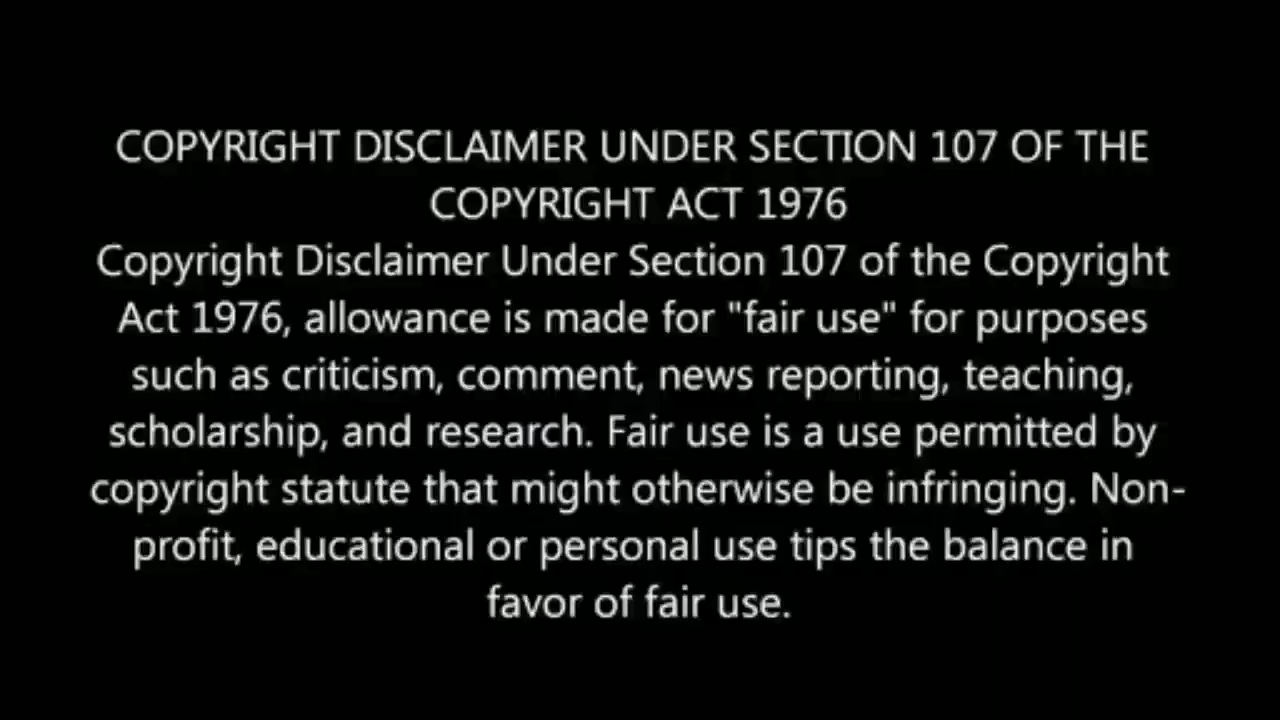 COPYRIGHT DISCLAIMER UNDER SECTION 107 OF THE
COPYRIGHT ACT 1976
Copyright Disclaimer Under Section 107 of the Copyright
Act 1976, allowance is made for "fair use" for purposes
such as criticism, comment, news reporting, teaching,
scholarship, and research. Fair use is a use permitted by
copyright statute that might otherwise be infringing. Non-
profit, educational or personal use tips the balance in
favor of fair use.